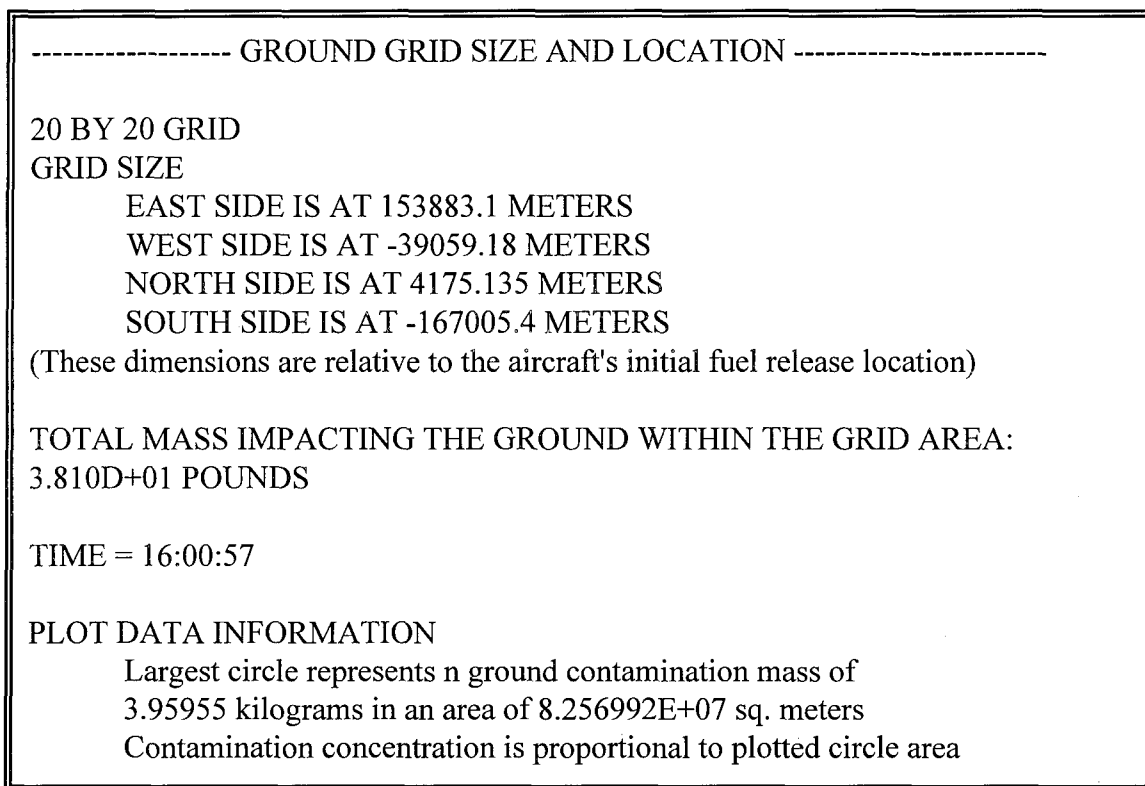 ------------------- GROUND GRID SIZE AND LOCATION ------------------------
20 BY 20 GRID
GRID SIZE
EAST SIDE IS AT 153883.1 METERS
WEST SIDE IS AT -39059.18 METERS
NORTH SIDE IS AT 4175.135 METERS
SOUTH SIDE IS AT -167005.4 METERS
(These dimensions are relative to the aircraft's initial fuel release location)
TOTAL MASS IMPACTING THE GROUND WITHIN THE GRID AREA:
3.810D+01 POUNDS
TIME = 16:00:57
PLOT DATA INFORMATION
Largest circle represents n ground contamination mass of
3.95955 kilograms in an area of 8.256992E+07 sq. meters
Contamination concentration is proportional to plotted circle area